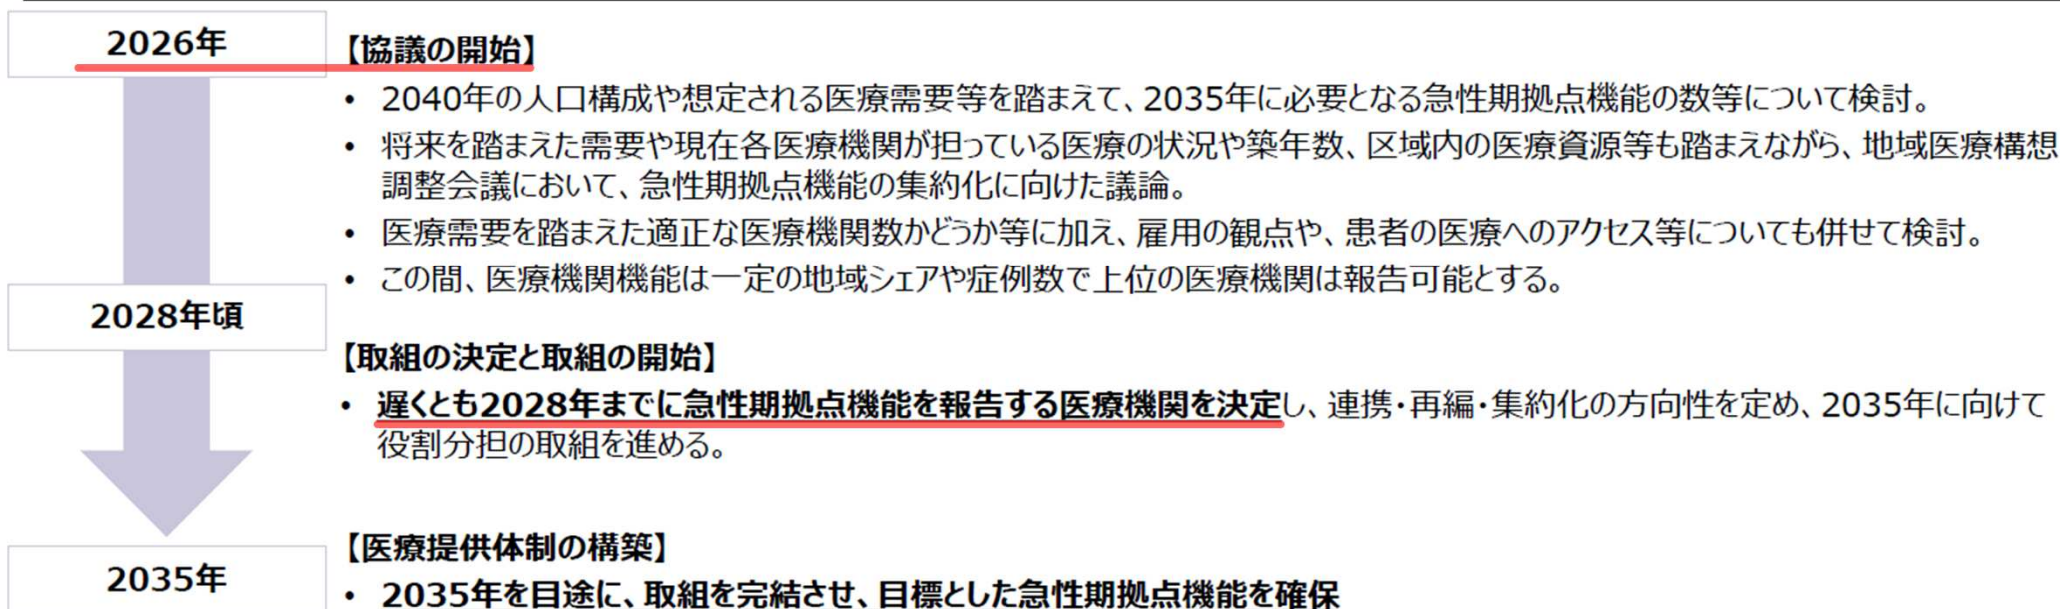 2026年
【協議の開始】
• 2040年の人口構成や想定される医療需要等を踏まえて、2035年に必要となる急性期拠点機能の数等について検討。
• 将来を踏まえた需要や現在各医療機関が担っている医療の状況や築年数、区域内の医療資源等も踏まえながら、地域医療構想
調整会議において、急性期拠点機能の集約化に向けた議論。
• 医療需要を踏まえた適正な医療機関数かどうか等に加え、雇用の観点や、患者の医療へのアクセス等についても併せて検討。
• この間、医療機関機能は一定の地域シェアや症例数で上位の医療機関は報告可能とする。
2028年頃
【取組の決定と取組の開始】
• 遅くとも2028年までに急性期拠点機能を報告する医療機関を決定し、連携・再編・集約化の方向性を定め、2035年に向けて
役割分担の取組を進める。
2035年
【医療提供体制の構築】
• 2035年を目途に、取組を完結させ、目標とした急性期拠点機能を確保